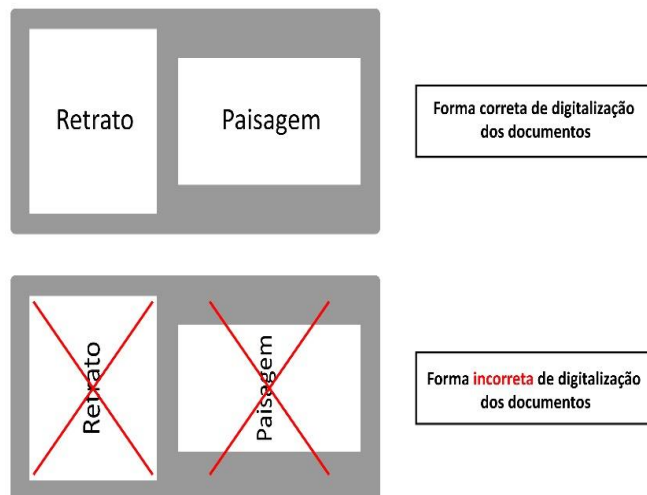 Retrato
Paisagem
Forma correta de digitalização
dos documentos
Retrato
Paisagem
Forma incorreta de digitalização
dos documentos